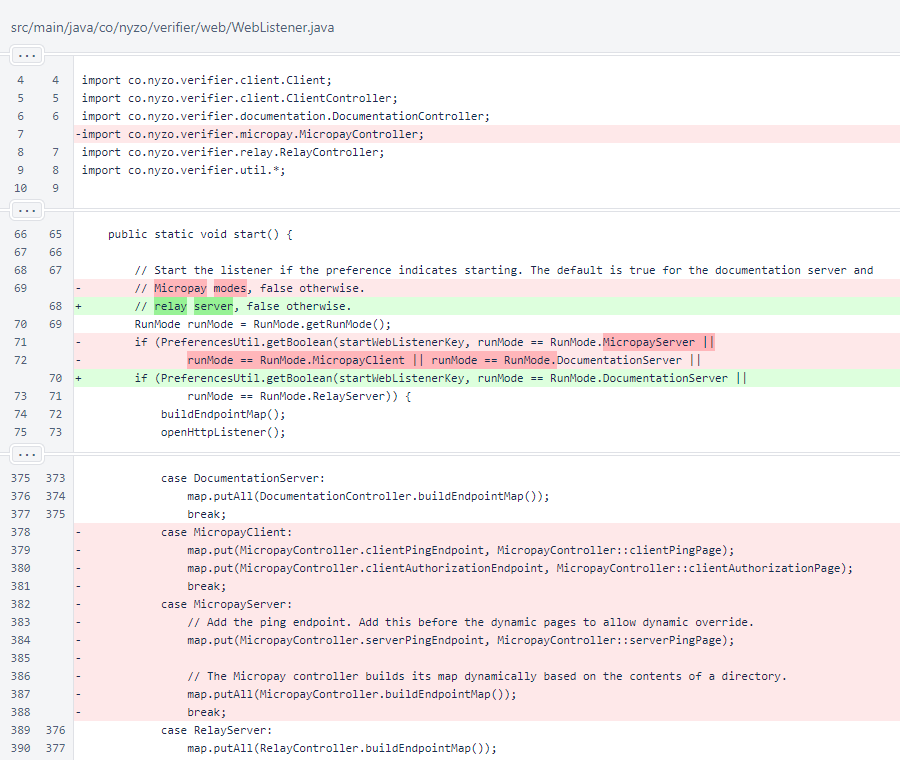 src/main/java/co/nyzo/verifier/web/WebListener.java
...
4 4 import co.nyzo.verifier.client.Client;
5 5 import co.nyzo.verifier.client.ClientController;
6 6 import co.nyzo.verifier.documentation.DocumentationController;
7 -import co.nyzo.verifier.micropay.MicropayController;
8 7 import co.nyzo.verifier.relay.RelayController;
9 8 import co.nyzo.verifier.util.*;
10 9
...
66 65 public static void start() {
67 66
68 67 // Start the listener if the preference indicates starting. The default is true for the documentation server and
69 - // Micropay modes, false otherwise.
68 + // relay server, false otherwise.
70 69 RunMode runMode = RunMode.getRunMode();
71 - if (PreferencesUtil.getBoolean(startWebListenerKey, runMode == RunMode.MicropayServer ||
72 - runMode == RunMode.MicropayClient || runMode == RunMode.DocumentationServer ||
70 + if (PreferencesUtil.getBoolean(startWebListenerKey, runMode == RunMode.DocumentationServer ||
73 71 runMode == RunMode.RelayServer)) {
74 72 buildEndpointMap();
75 73 openHttpListener();
...
375 373 case DocumentationServer:
376 374 map.putAll(DocumentationController.buildEndpointMap());
377 375 break;
378 - case MicropayClient:
379 - map.put(MicropayController.clientPingEndpoint, MicropayController::clientPingPage);
380 - map.put(MicropayController.clientAuthorizationEndpoint, MicropayController::clientAuthorizationPage);
381 - break;
382 - case MicropayServer:
383 - // Add the ping endpoint. Add this before the dynamic pages to allow dynamic override.
384 - map.put(MicropayController.serverPingEndpoint, MicropayController::serverPingPage);
385 -
386 - // The Micropay controller builds its map dynamically based on the contents of a directory.
387 - map.putAll(MicropayController.buildEndpointMap());
388 - break;
389 376 case RelayServer:
390 377 map.putAll(RelayController.buildEndpointMap());